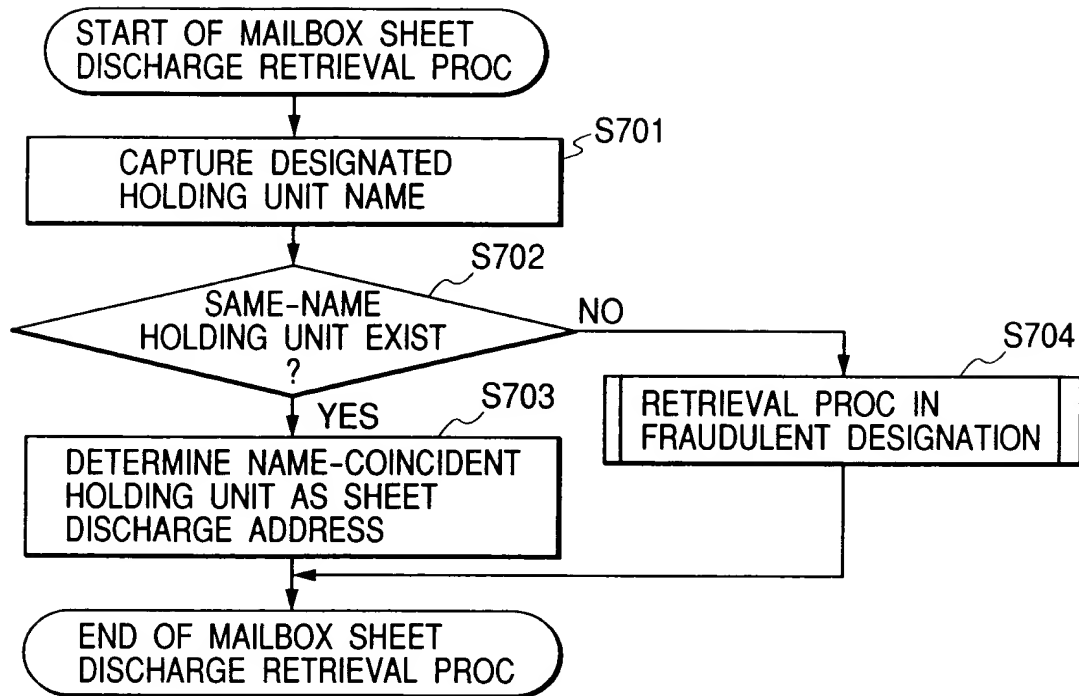 START OF MAILBOX SHEET
DISCHARGE RETRIEVAL PROC
S701
CAPTURE DESIGNATED
HOLDING UNIT NAME
S702
SAME-NAME
HOLDING UNIT EXIST
?
NO
YES
S703
DETERMINE NAME-COINCIDENT
HOLDING UNIT AS SHEET
DISCHARGE ADDRESS
S704
RETRIEVAL PROC IN
FRAUDULENT DESIGNATION
END OF MAILBOX SHEET
DISCHARGE RETRIEVAL PROC